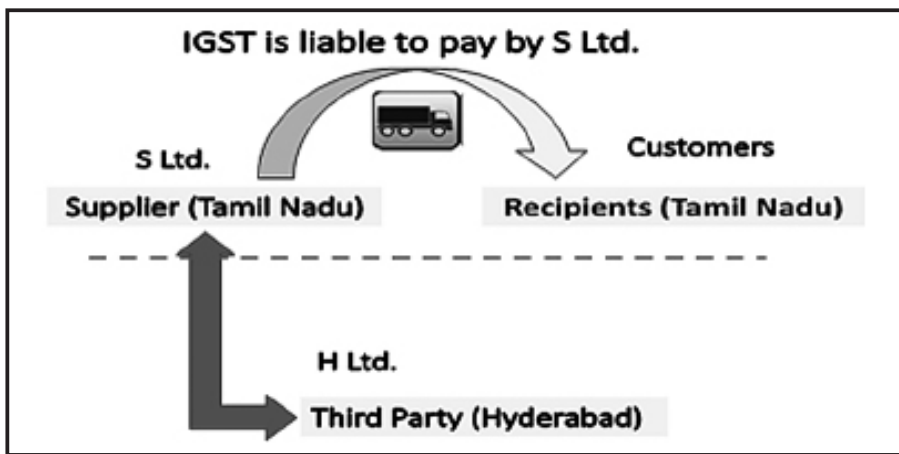 IGST is liable to pay by S Ltd.
S Ltd.
Customers
Supplier (Tamil Nadu)
Recipients (Tamil Nadu)
H Ltd.
Third Party (Hyderabad)